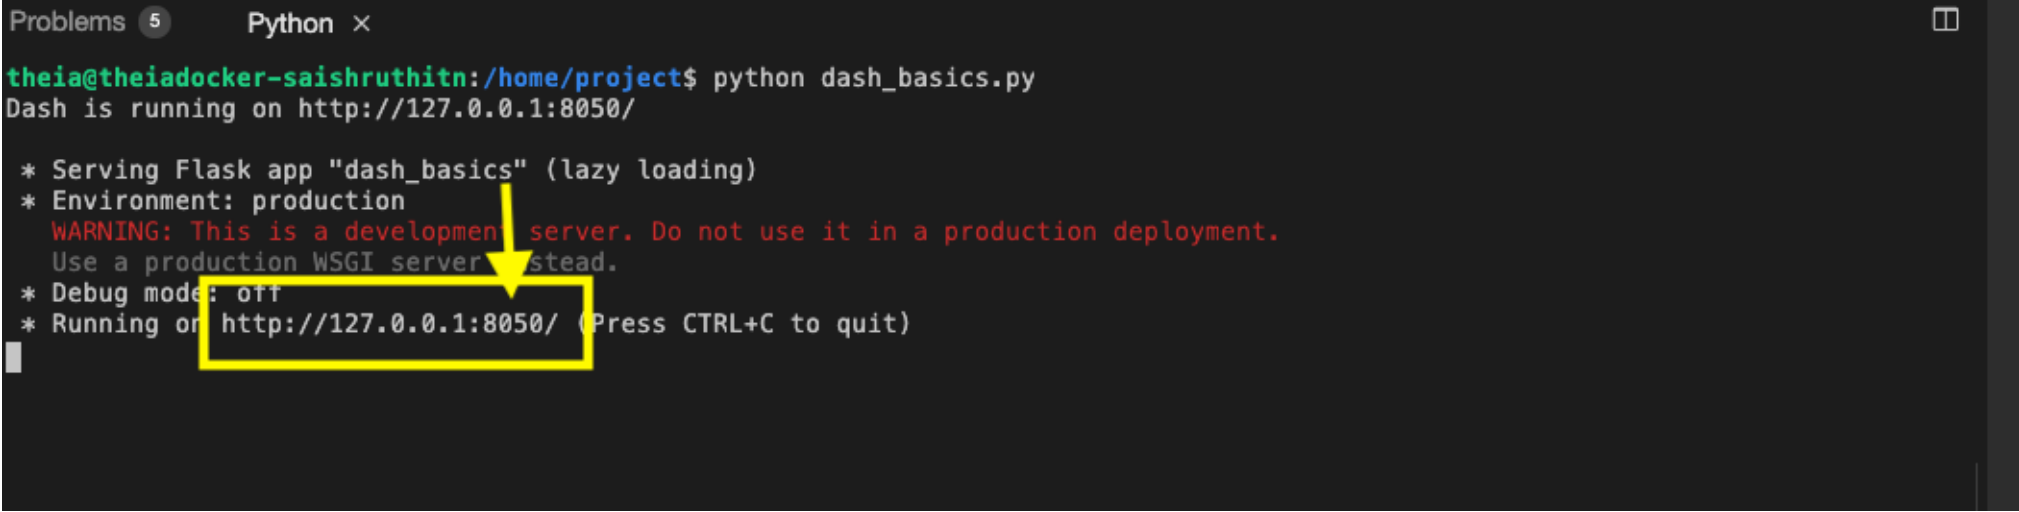 Problems 5 Python ×
theia@theiadocker-saishruthitn:/home/project$ python dash_basics.py
Dash is running on http://127.0.0.1:8050/
* Serving Flask app "dash_basics" (lazy loading)
* Environment: production
WARNING: This is a development server. Do not use it in a production deployment.
Use a production WSGI server instead.
* Debug mode: off
* Running on http://127.0.0.1:8050/ (Press CTRL+C to quit)